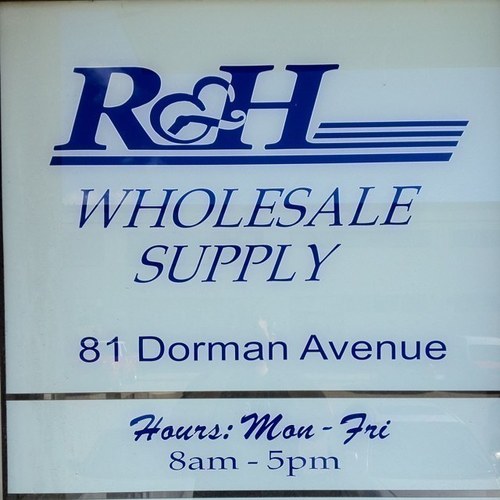 R&H
WHOLESALE
SUPPLY
81 Dorman Avenue
Hours: Mon - Fri
8am - 5pm